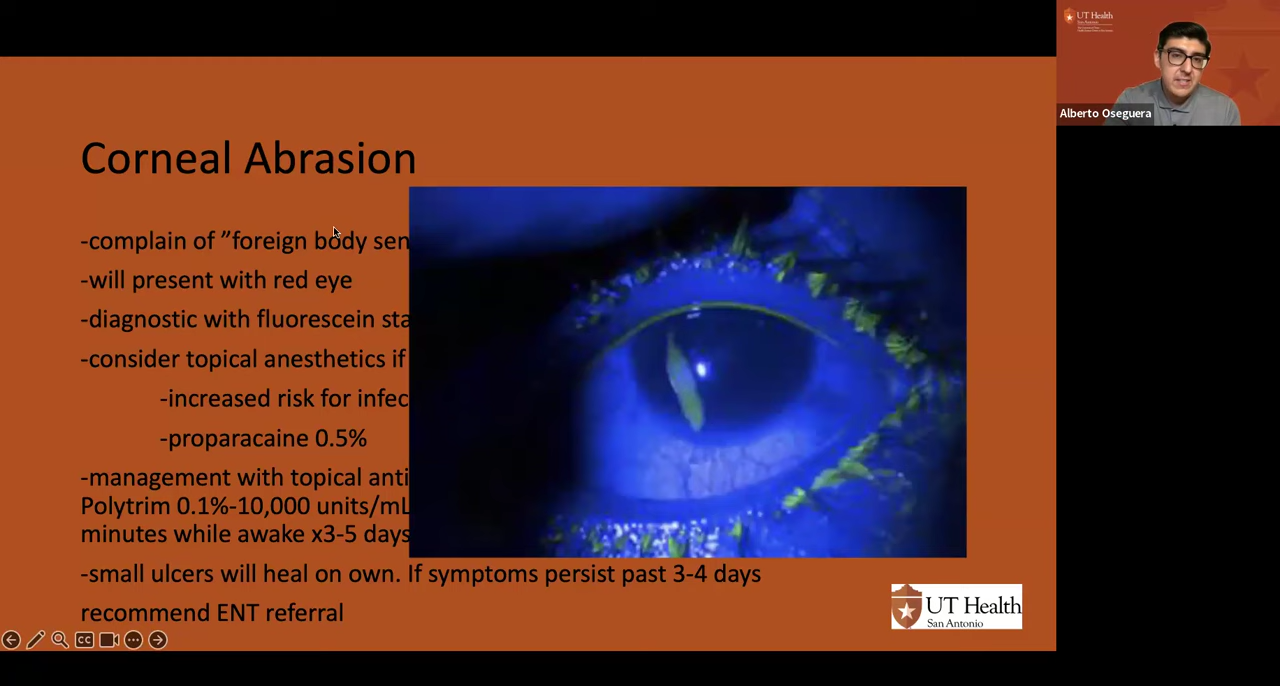 UT Health
San Antonio
Alberto Oseguera
Corneal Abrasion
-complain of ”foreign body sen
-will present with red eye
-diagnostic with fluorescein sta
-consider topical anesthetics if
-increased risk for infec
-proparacaine 0.5%
-management with topical anti
Polytrim 0.1%-10,000 units/mL
minutes while awake x3-5 days
-small ulcers will heal on own. If symptoms persist past 3-4 days
recommend ENT referral
CC
UT Health
San Antonio